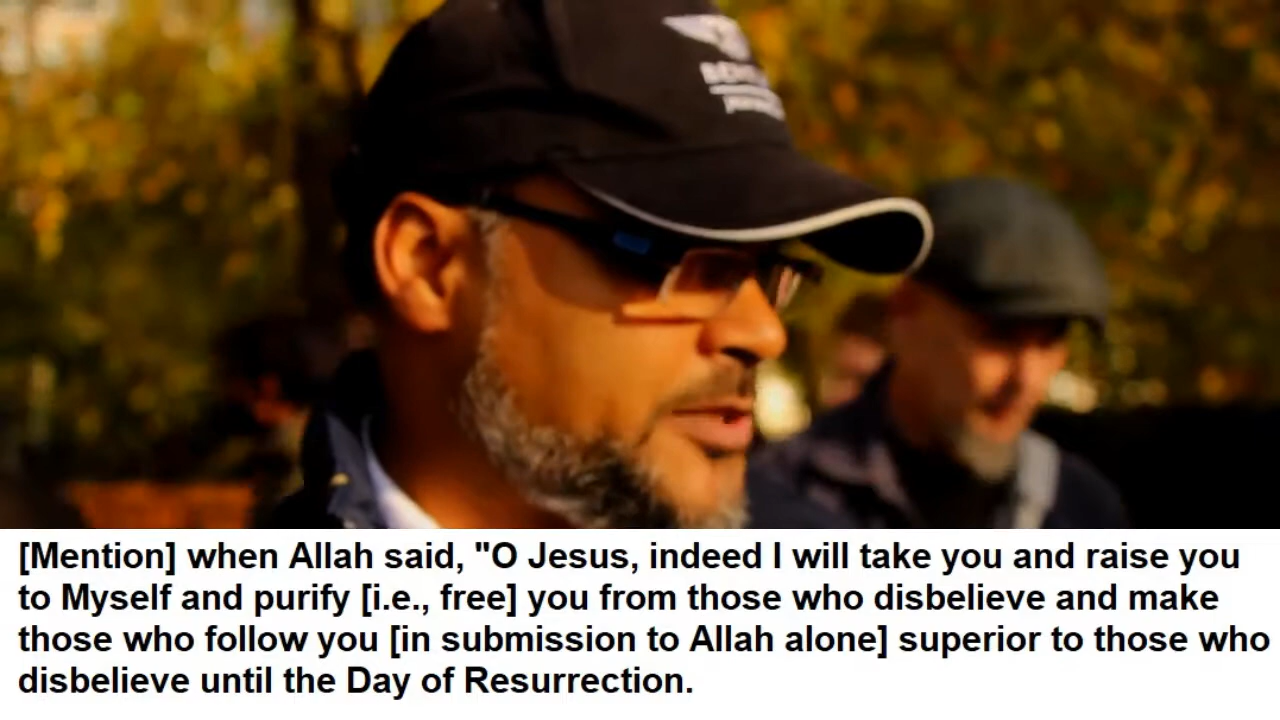 [Mention] when Allah said, "O Jesus, indeed I will take you and raise you
to Myself and purify [i.e., free] you from those who disbelieve and make
those who follow you [in submission to Allah alone] superior to those who
disbelieve until the Day of Resurrection.